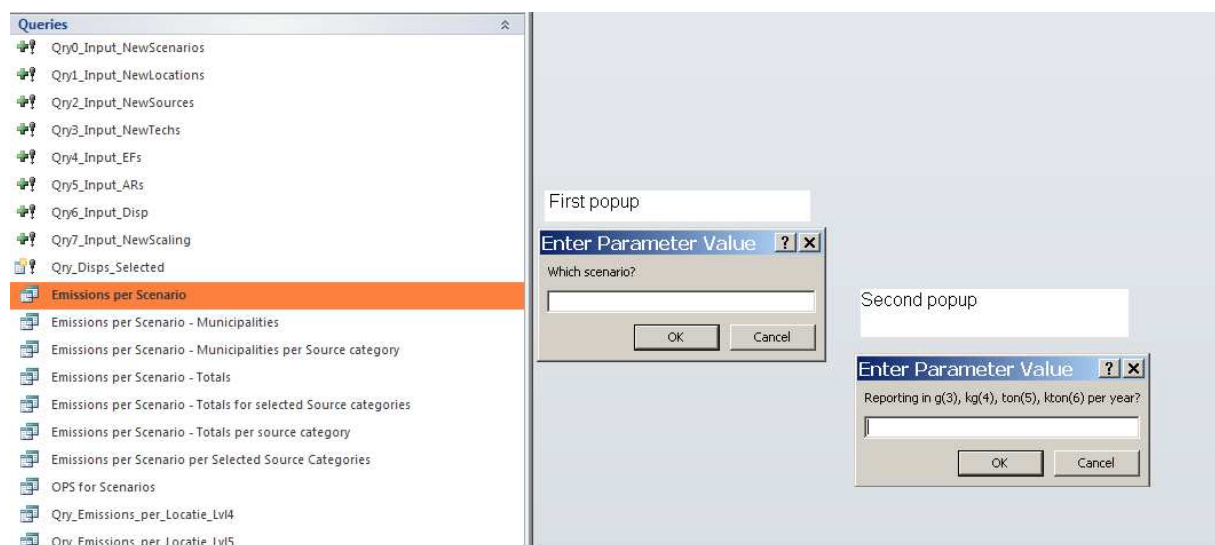 Queries
Qry0_Input_NewScenarios
Qry1_Input_NewLocations
Qry2_Input_NewSources
Qry3_Input_NewTechs
Qry4_Input_EFs
Qry5_Input_ARs
Qry6_Input_Disp
Qry7_Input_NewScaling
Qry_Disps_Selected
Emissions per Scenario
Emissions per Scenario - Municipalities
Emissions per Scenario - Municipalities per Source category
Emissions per Scenario - Totals
Emissions per Scenario - Totals for selected Source categories
Emissions per Scenario - Totals per source category
Emissions per Scenario per Selected Source Categories
OPS for Scenarios
Qry_Emissions_per_Locatie_Lvl4
Qry_Emissions_per_Locatie_Lvl5
First popup
Enter Parameter Value ? X
Which scenario?
OK Cancel
Second popup
Enter Parameter Value ? X
Reporting in g(3), kg(4), ton(5), kton(6) per year?
OK Cancel